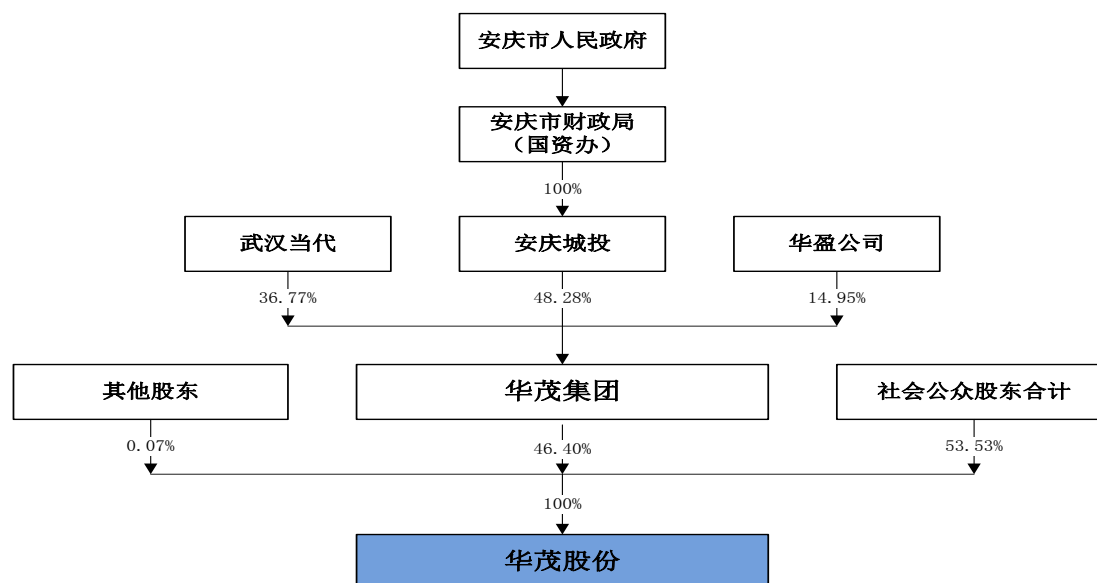 安庆市人民政府
安庆市财政局
（国资办）
100%
武汉当代
安庆城投
华盈公司
36.77%
48.28%
14.95%
其他股东
华茂集团
社会公众股东合计
0.07%
46.40%
53.53%
100%
华茂股份